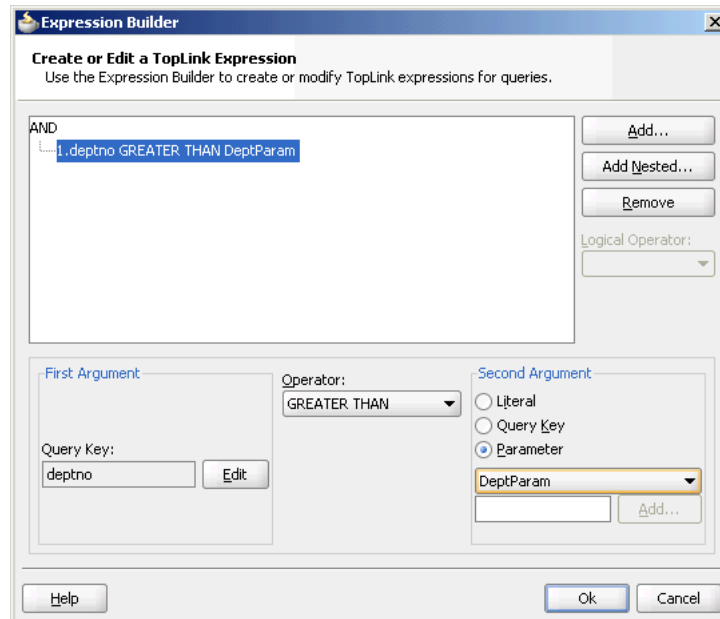 Expression Builder
Create or Edit a TopLink Expression
Use the Expression Builder to create or modify TopLink expressions for queries.
AND
1.deptno GREATER THAN DeptParam
Add...
Add Nested...
Remove
Logical Operator:
First Argument
Query Key:
deptno
Edit
Operator:
GREATER THAN
Second Argument
Literal
Query Key
Parameter
DeptParam
Add...
Help
Ok
Cancel